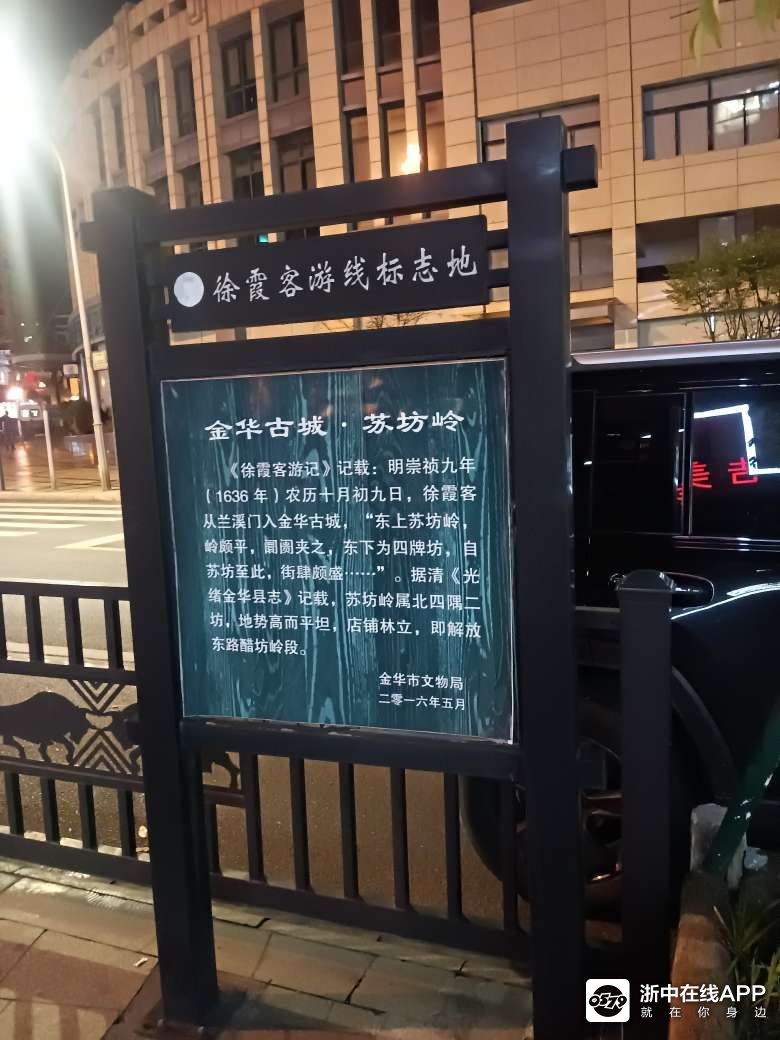 徐霞客游线标志地
金华古城·苏坊岭
《徐霞客游记》记载：明崇祯九年
（1636年）农历十月初九日，徐霞客
从兰溪门入金华古城，“东上苏坊岭，
岭颇平，阛阓夹之，东下为四牌坊，自
苏坊至此，街肆颇盛……”。据清《光
绪金华县志》记载，苏坊岭属北四隅二
坊，地势高而平坦，店铺林立，即解放
东路醋坊岭段。
金华市文物局
二零一六年五月
0579
浙中在线APP
就在你身边